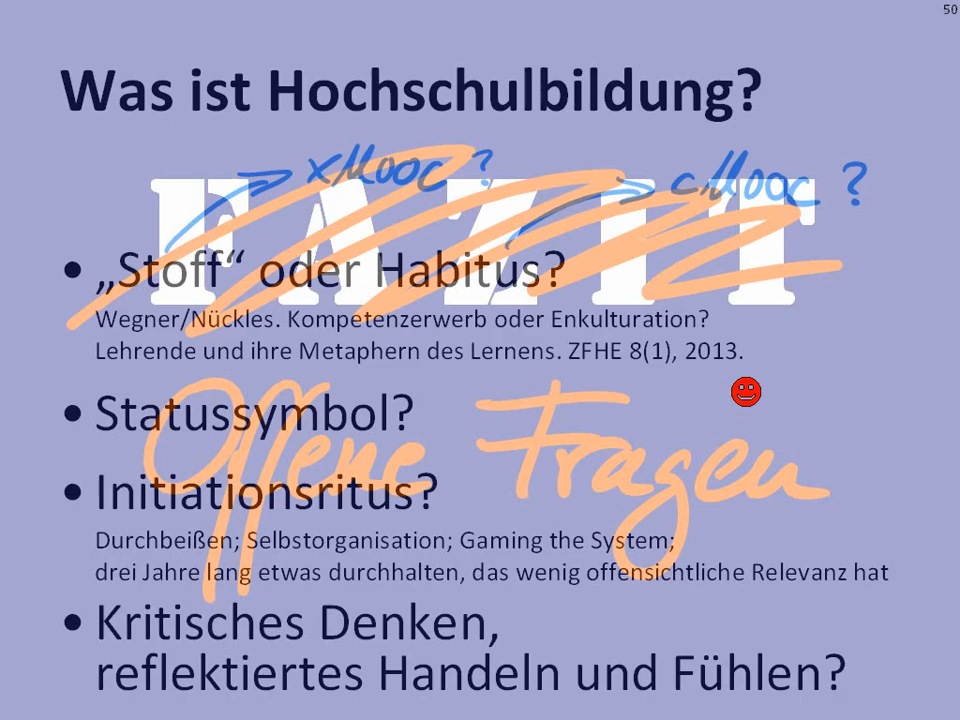 50
Was ist Hochschulbildung?
xMOOC? cMOOC?
FAZIT
• „Stoff“ oder Habitus?
Wegner/Nückles. Kompetenzerwerb oder Enkulturation?
Lehrende und ihre Metaphern des Lernens. ZFHE 8(1), 2013.
• Statussymbol?
Offene Fragen
• Initiationsritus?
Durchbeißen; Selbstorganisation; Gaming the System;
drei Jahre lang etwas durchhalten, das wenig offensichtliche Relevanz hat
• Kritisches Denken,
reflektiertes Handeln und Fühlen?